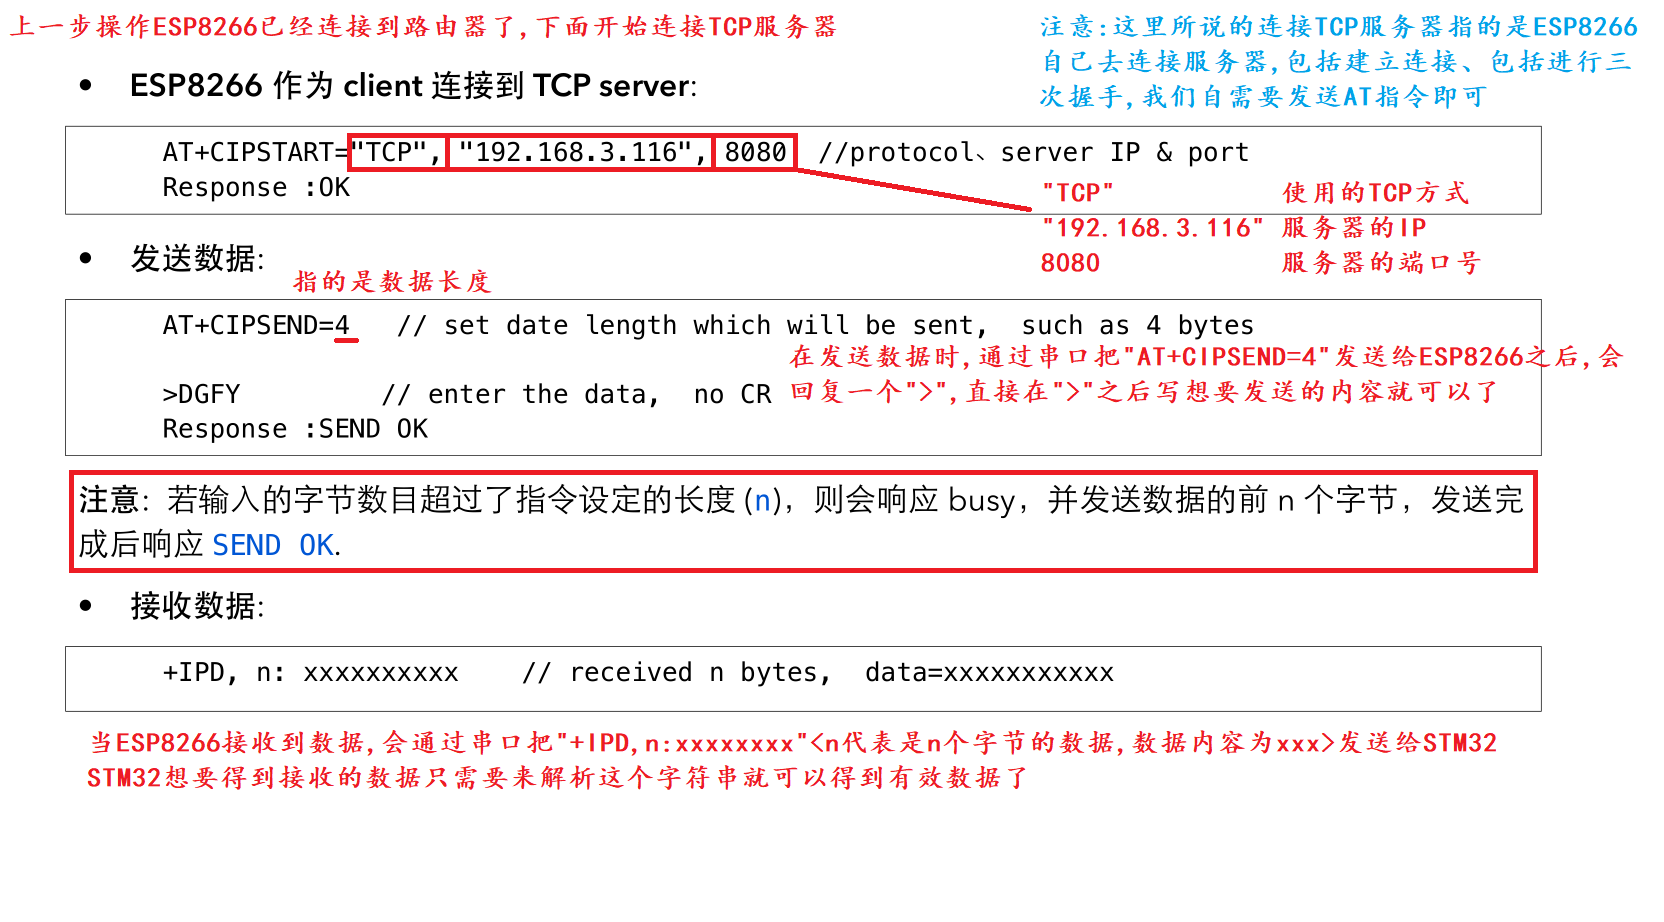 上一步操作ESP8266已经连接到路由器了,下面开始连接TCP服务器
注意:这里所说的连接TCP服务器指的是ESP8266
自己去连接服务器,包括建立连接、包括进行三
次握手,我们自需要发送AT指令即可
• ESP8266 作为 client 连接到 TCP server:
AT+CIPSTART="TCP", "192.168.3.116", 8080 //protocol、server IP & port
Response :OK
"TCP" 使用的TCP方式
"192.168.3.116" 服务器的IP
8080 服务器的端口号
• 发送数据:
指的是数据长度
AT+CIPSEND=4 // set date length which will be sent, such as 4 bytes
在发送数据时,通过串口把"AT+CIPSEND=4"发送给ESP8266之后,会
回复一个">",直接在">"之后写想要发送的内容就可以了
>DGFY // enter the data, no CR
Response :SEND OK
注意：若输入的字节数目超过了指令设定的长度 (n)，则会响应 busy，并发送数据的前 n 个字节，发送完
成后响应 SEND OK.
• 接收数据:
+IPD, n: xxxxxxxxxx // received n bytes, data=xxxxxxxxxxx
当ESP8266接收到数据,会通过串口把"+IPD,n:xxxxxxxx"<n代表是n个字节的数据,数据内容为xxx>发送给STM32
STM32想要得到接收的数据只需要来解析这个字符串就可以得到有效数据了